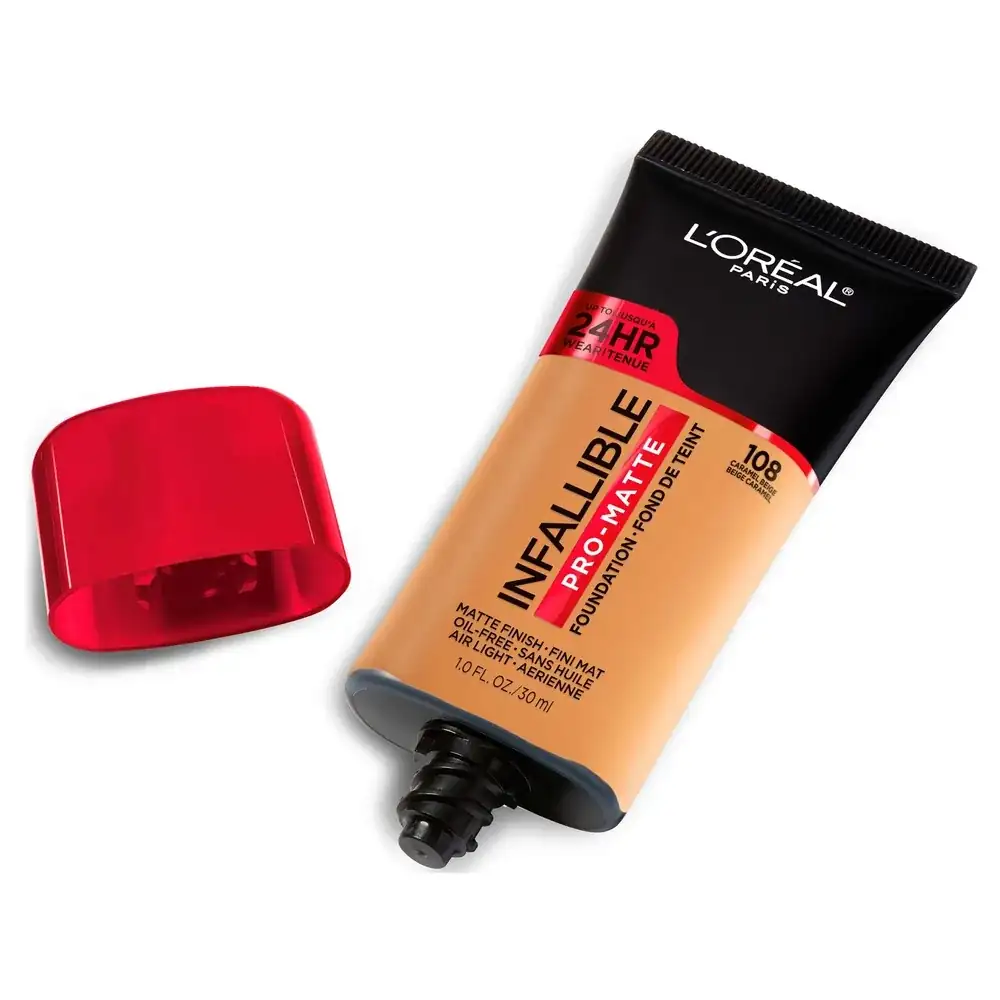 L'ORÉAL®
PARIS
UP TO/JUSQU'À
24HR
WEAR/TENUE
108
CARAMEL BEIGE
BEIGE CARAMEL
INFALLIBLE
PRO-MATTE
FOUNDATION • FOND DE TEINT
MATTE FINISH • FINI MAT
OIL-FREE • SANS HUILE
AIR LIGHT • AERIENNE
1.0 FL. OZ./30 ml